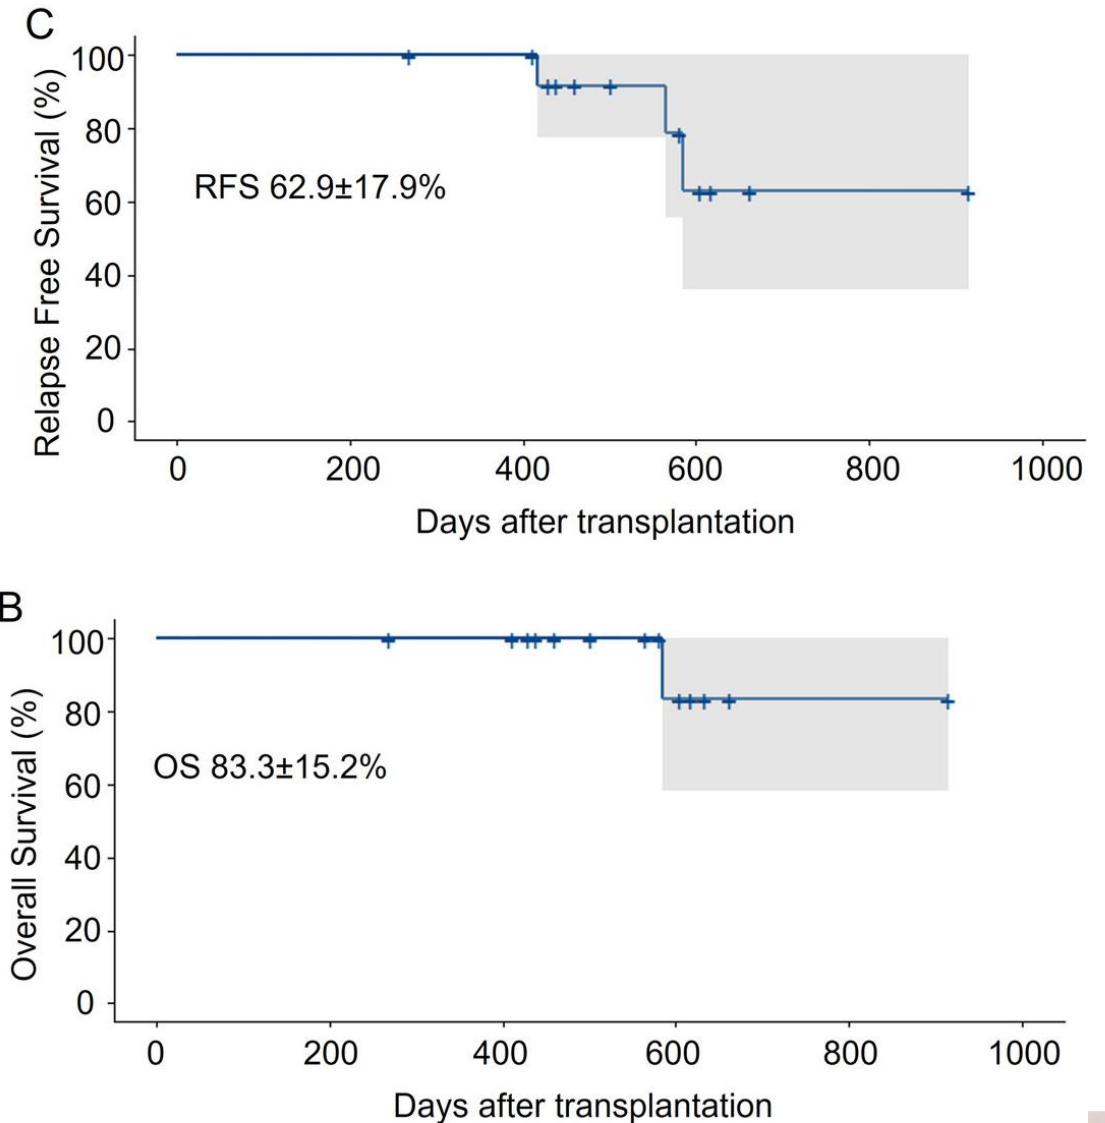 C
Relapse Free Survival (%)
100
80
60
40
20
0
RFS 62.9±17.9%
0 200 400 600 800 1000
Days after transplantation
B
Overall Survival (%)
100
80
60
40
20
0
OS 83.3±15.2%
0 200 400 600 800 1000
Days after transplantation